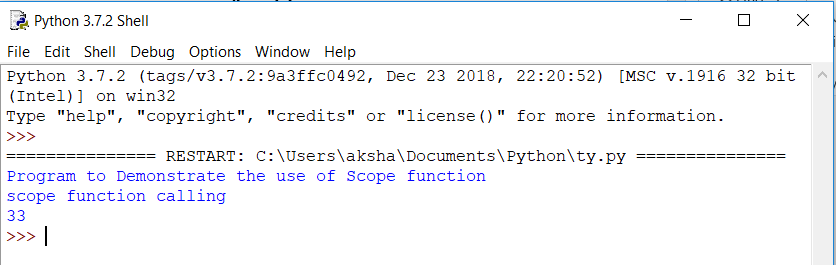 Python 3.7.2 Shell
File Edit Shell Debug Options Window Help
Python 3.7.2 (tags/v3.7.2:9a3ffc0492, Dec 23 2018, 22:20:52) [MSC v.1916 32 bit
(Intel)] on win32
Type "help", "copyright", "credits" or "license()" for more information.
>>>
=============== RESTART: C:\Users\aksha\Documents\Python\ty.py ===============
Program to Demonstrate the use of Scope function
scope function calling
33
>>>